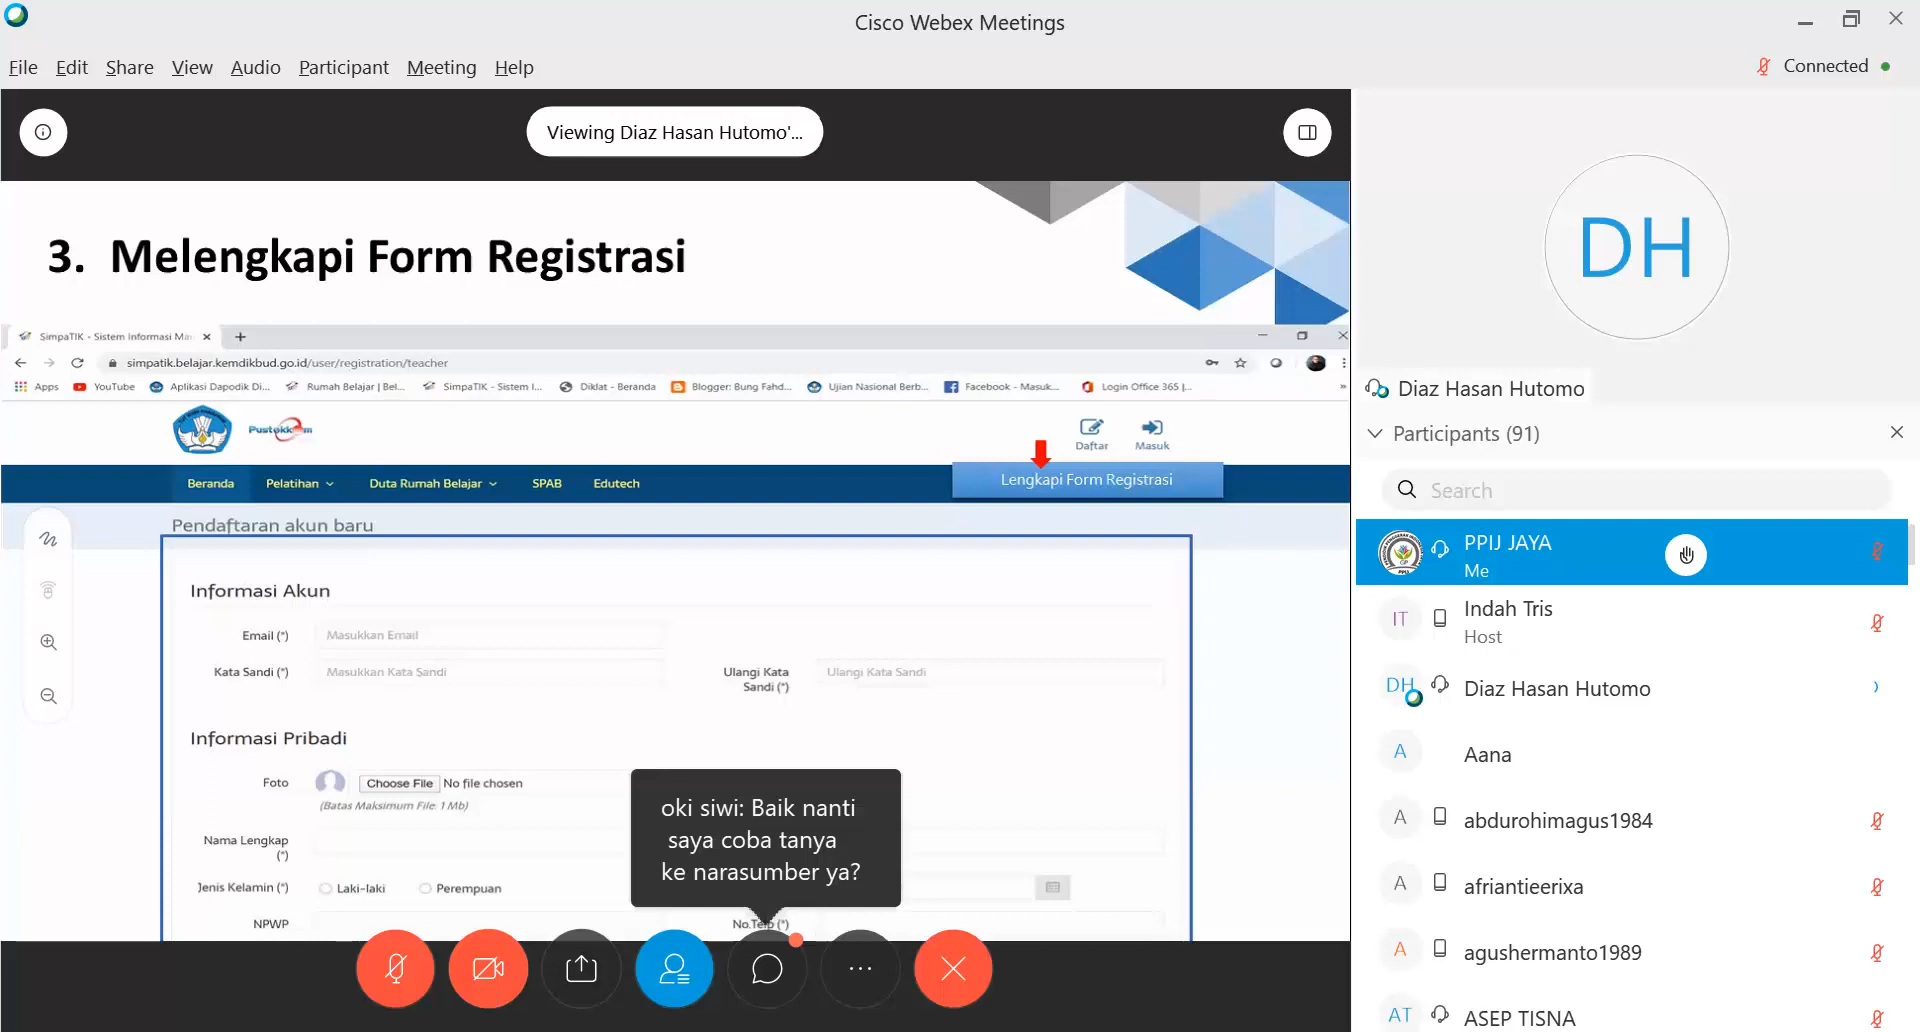 Cisco Webex Meetings
File Edit Share View Audio Participant Meeting Help
Connected
Viewing Diaz Hasan Hutomo'...
3. Melengkapi Form Registrasi
SimpaTIK - Sistem Informasi Ma
simpatik.belajar.kemdikbud.go.id/user/registration/teacher
Apps YouTube Aplikasi Dapodik Di... Rumah Belajar | Bel... SimpaTIK - Sistem I... Diklat - Beranda Blogger: Bung Fahd... Ujian Nasional Berb... Facebook - Masuk... Login Office 365 |...
Pustekkom
Daftar Masuk
Beranda Pelatihan Duta Rumah Belajar SPAB Edutech
Lengkapi Form Registrasi
Pendaftaran akun baru
Informasi Akun
Email (*) Masukkan Email
Kata Sandi (*) Masukkan Kata Sandi Ulangi Kata Sandi (*) Ulangi Kata Sandi
Informasi Pribadi
Foto Choose File No file chosen
(Batas Maksimum File: 1 Mb)
Nama Lengkap (*)
Jenis Kelamin (*) Laki-laki Perempuan
NPWP No.Telp (*)
oki siwi: Baik nanti
saya coba tanya
ke narasumber ya?
DH
Diaz Hasan Hutomo
Participants (91)
Search
PPIJ JAYA
Me
IT Indah Tris
Host
DH Diaz Hasan Hutomo
A Aana
A abdurohimagus1984
A afriantieerixa
A agushermanto1989
AT ASEP TISNA